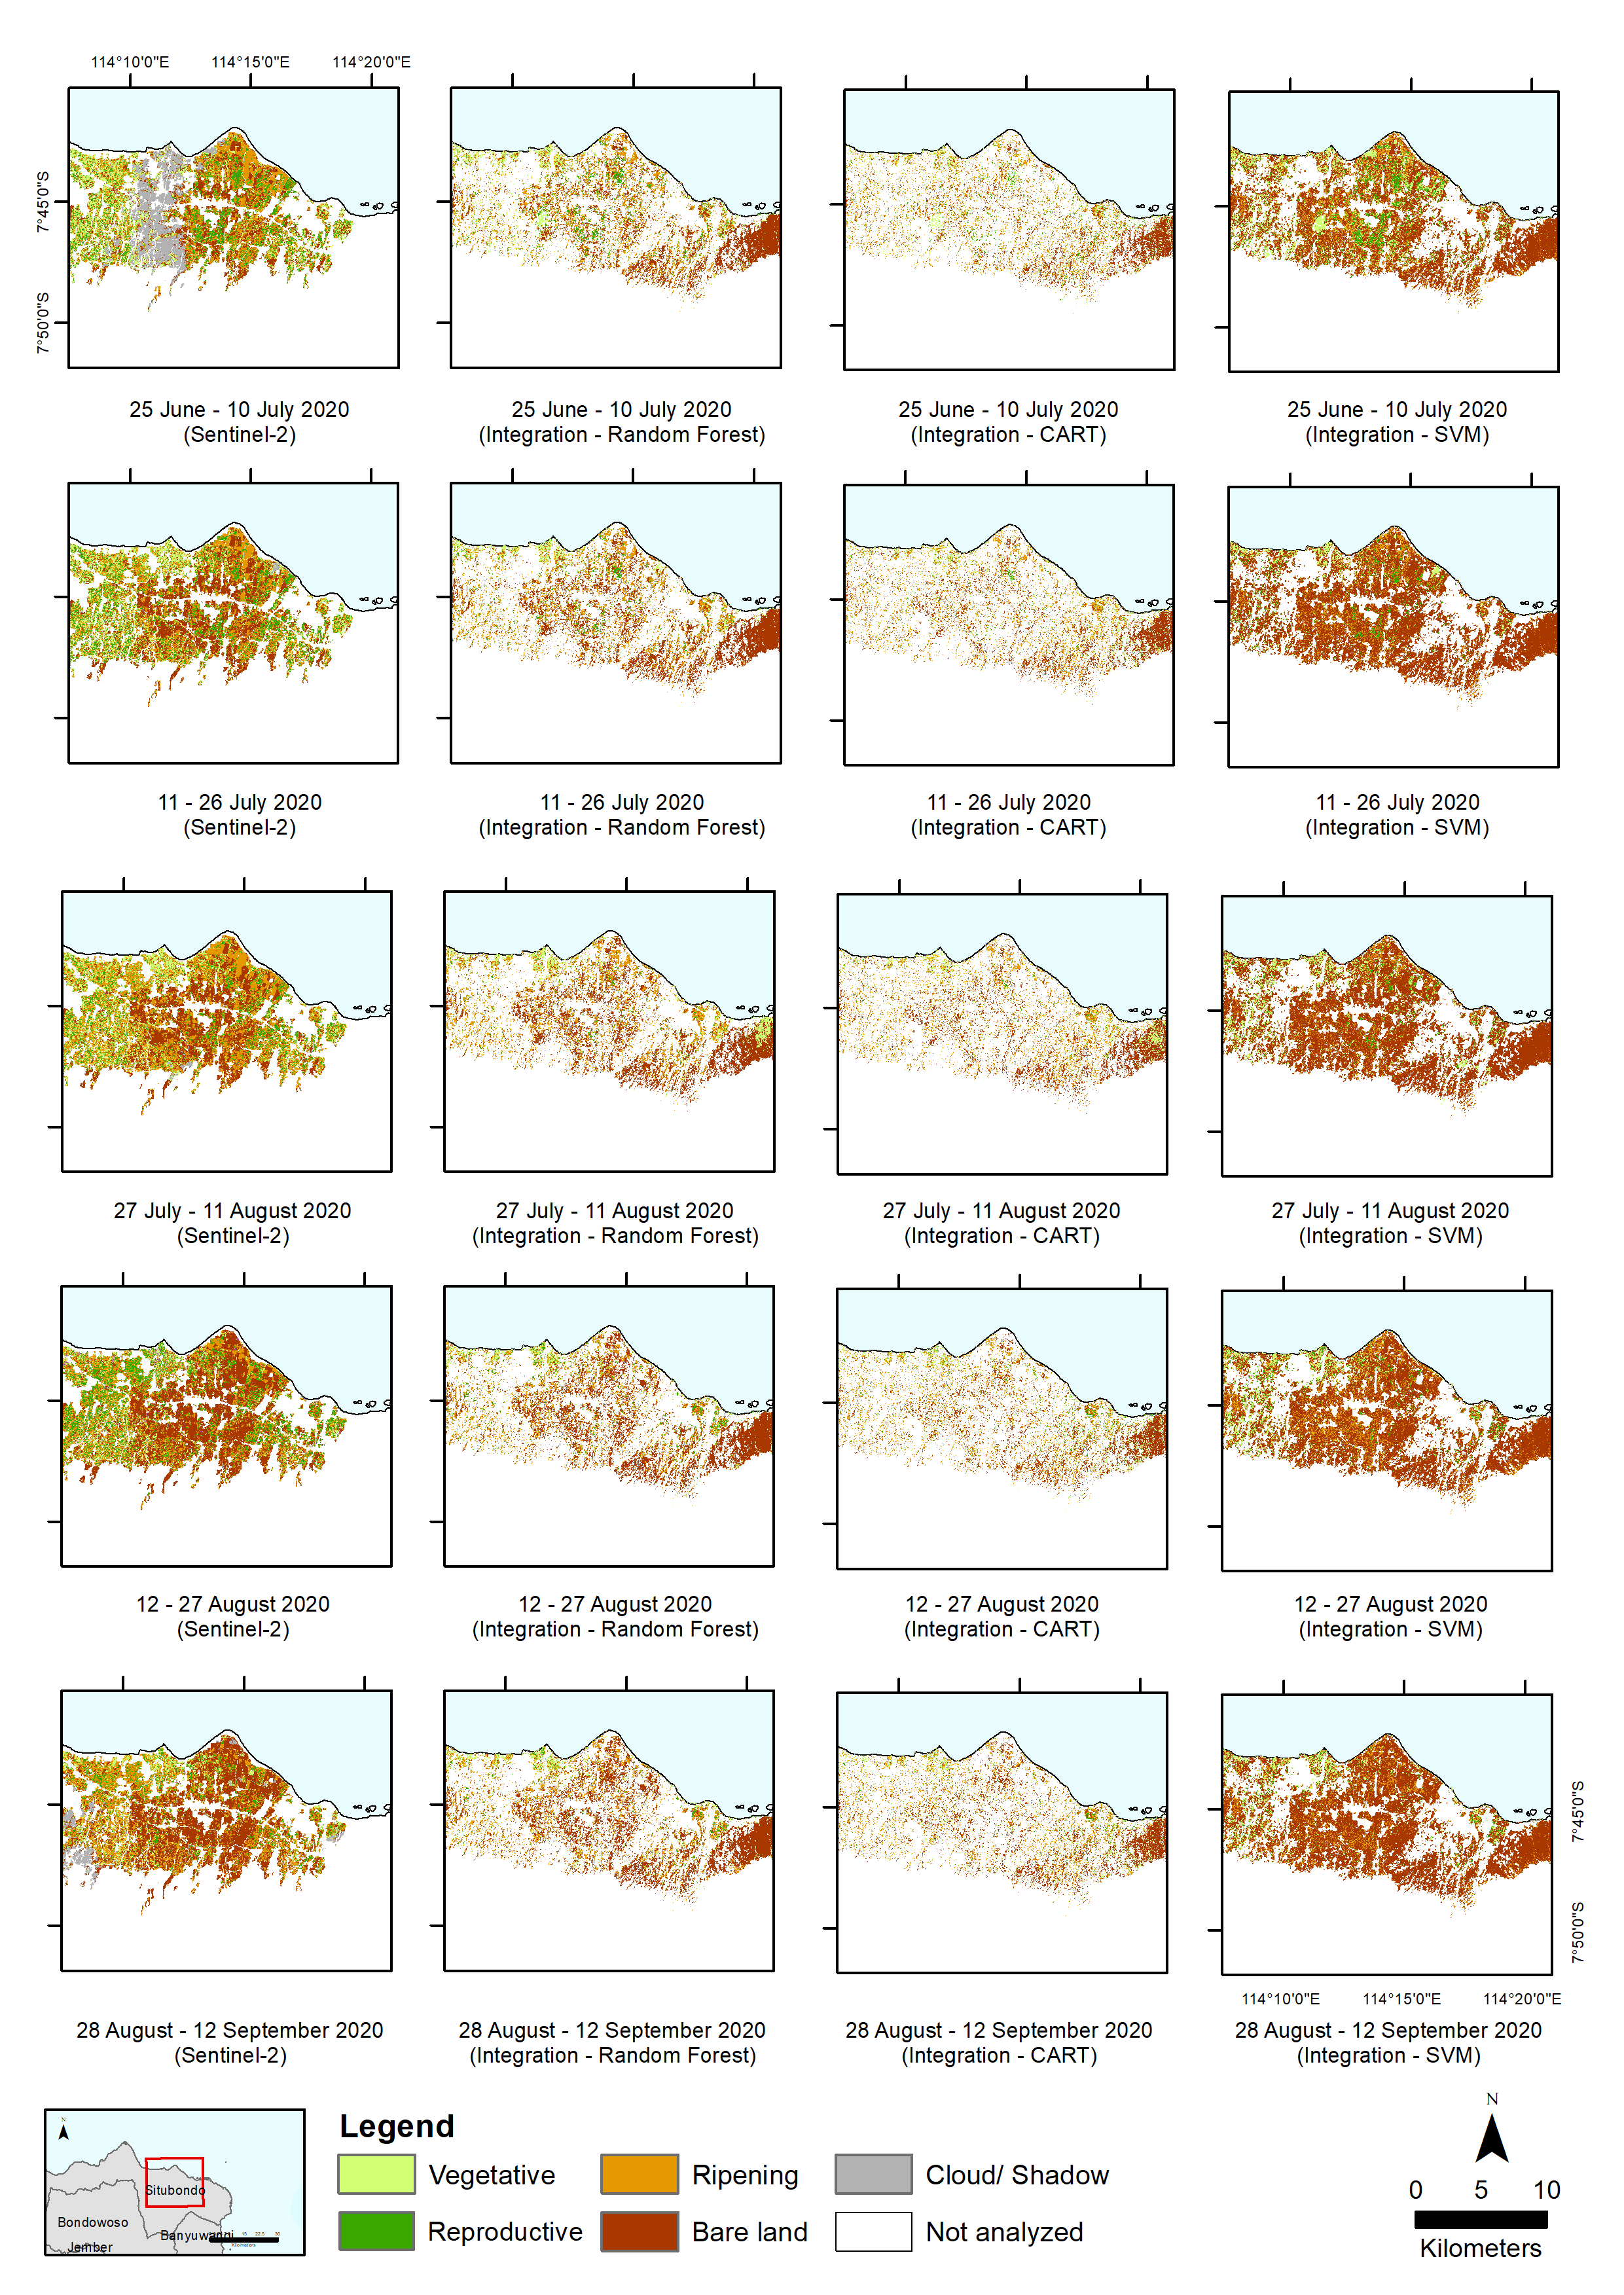 114°10'0"E 114°15'0"E 114°20'0"E
7°45'0"S
7°50'0"S
25 June - 10 July 2020
(Sentinel-2)
25 June - 10 July 2020
(Integration - Random Forest)
25 June - 10 July 2020
(Integration - CART)
25 June - 10 July 2020
(Integration - SVM)
11 - 26 July 2020
(Sentinel-2)
11 - 26 July 2020
(Integration - Random Forest)
11 - 26 July 2020
(Integration - CART)
11 - 26 July 2020
(Integration - SVM)
27 July - 11 August 2020
(Sentinel-2)
27 July - 11 August 2020
(Integration - Random Forest)
27 July - 11 August 2020
(Integration - CART)
27 July - 11 August 2020
(Integration - SVM)
12 - 27 August 2020
(Sentinel-2)
12 - 27 August 2020
(Integration - Random Forest)
12 - 27 August 2020
(Integration - CART)
12 - 27 August 2020
(Integration - SVM)
7°45'0"S
7°50'0"S
114°10'0"E 114°15'0"E 114°20'0"E
28 August - 12 September 2020
(Sentinel-2)
28 August - 12 September 2020
(Integration - Random Forest)
28 August - 12 September 2020
(Integration - CART)
28 August - 12 September 2020
(Integration - SVM)
N
Situbondo
Bondowoso
Banyuwangi
Jember
Kilometers
Legend
Vegetative
Ripening
Cloud/ Shadow
Reproductive
Bare land
Not analyzed
N
0 5 10
Kilometers